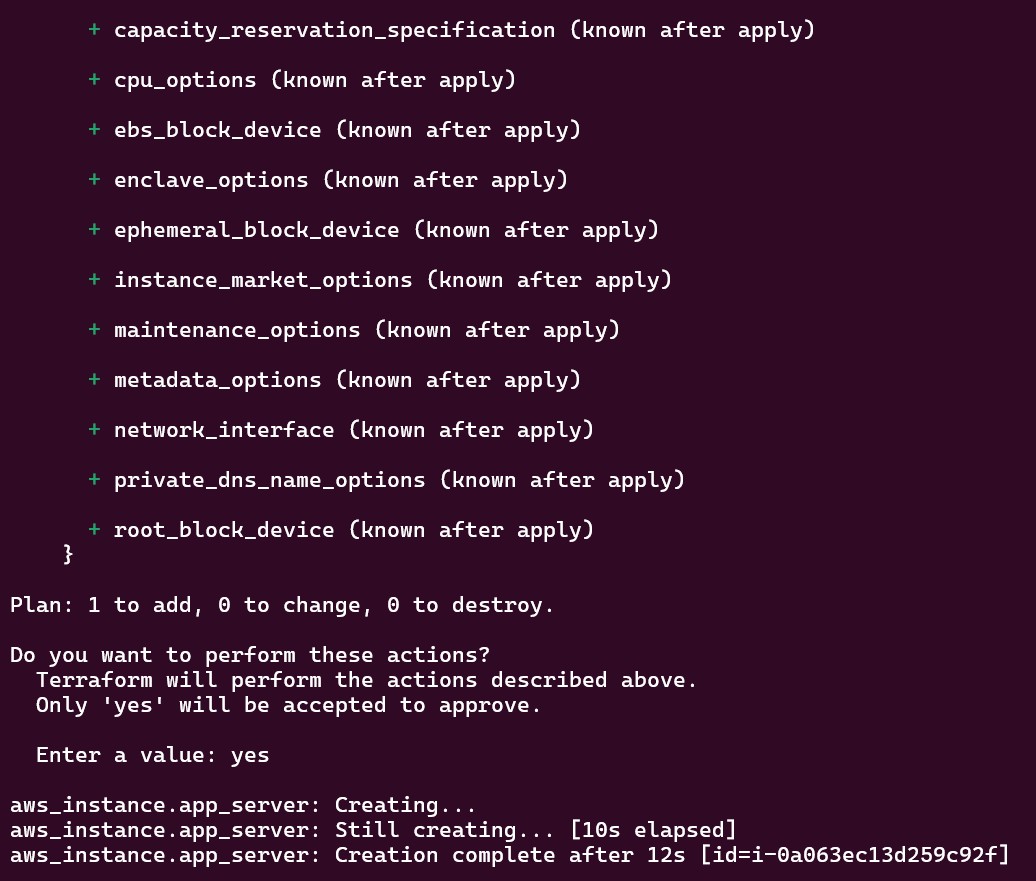 + capacity_reservation_specification (known after apply)
+ cpu_options (known after apply)
+ ebs_block_device (known after apply)
+ enclave_options (known after apply)
+ ephemeral_block_device (known after apply)
+ instance_market_options (known after apply)
+ maintenance_options (known after apply)
+ metadata_options (known after apply)
+ network_interface (known after apply)
+ private_dns_name_options (known after apply)
+ root_block_device (known after apply)
}
Plan: 1 to add, 0 to change, 0 to destroy.
Do you want to perform these actions?
Terraform will perform the actions described above.
Only 'yes' will be accepted to approve.
Enter a value: yes
aws_instance.app_server: Creating...
aws_instance.app_server: Still creating... [10s elapsed]
aws_instance.app_server: Creation complete after 12s [id=i-0a063ec13d259c92f]